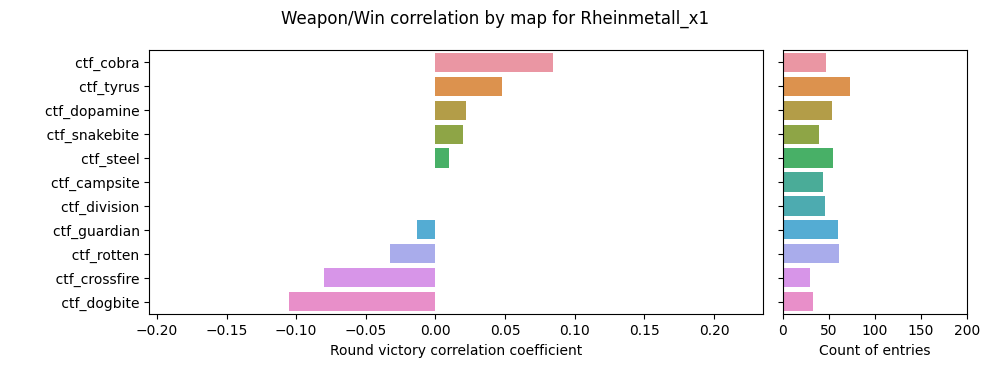 Weapon/Win correlation by map for Rheinmetall_x1
ctf_cobra
ctf_tyrus
ctf_dopamine
ctf_snakebite
ctf_steel
ctf_campsite
ctf_division
ctf_guardian
ctf_rotten
ctf_crossfire
ctf_dogbite
−0.20 −0.15 −0.10 −0.05 0.00 0.05 0.10 0.15 0.20
Round victory correlation coefficient
0 50 100 150 200
Count of entries